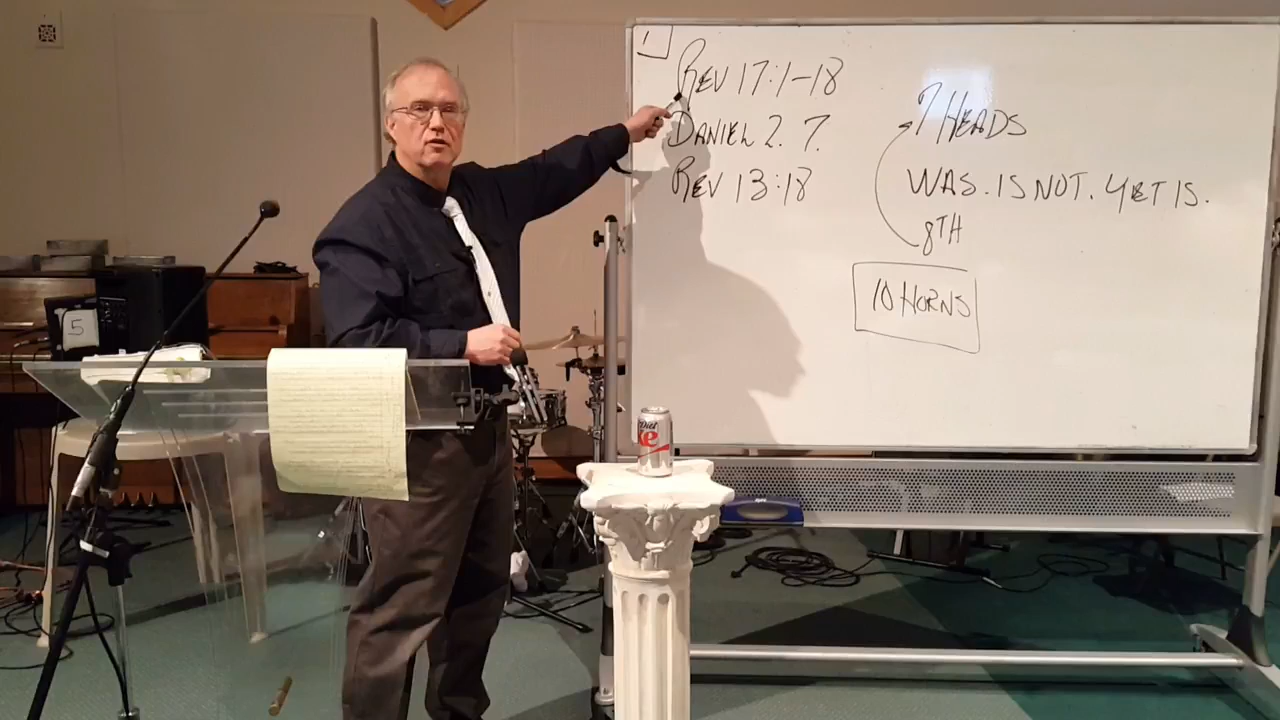 1
REV 17:1-18
DANIEL 2. 7.
REV 13:18
7 HEADS
WAS. IS NOT. YET IS.
8TH
10 HORNS
5
Diet
ke